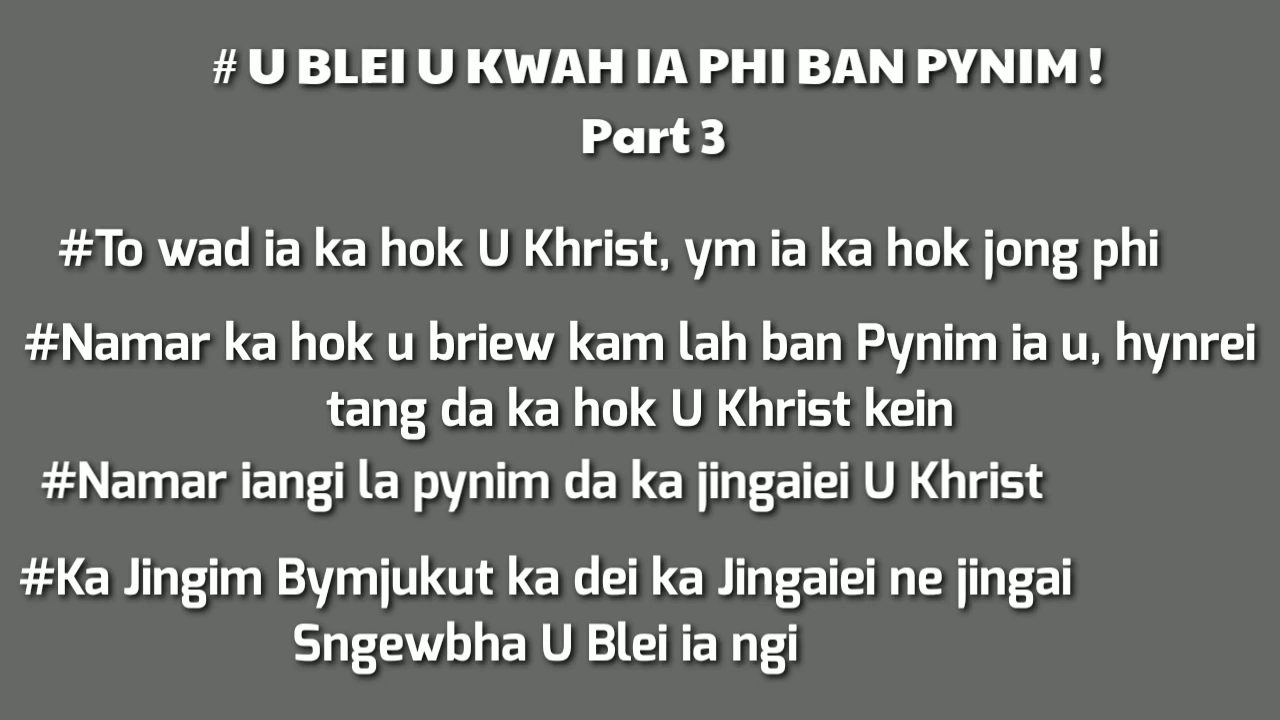 # U BLEI U KWAH IA PHI BAN PYNIM !
Part 3
#To wad ia ka hok U Khrist, ym ia ka hok jong phi
#Namar ka hok u briew kam lah ban Pynim ia u, hynrei
tang da ka hok U Khrist kein
#Namar iangi la pynim da ka jingaiei U Khrist
#Ka Jingim Bymjukut ka dei ka Jingaiei ne jingai
Sngewbha U Blei ia ngi